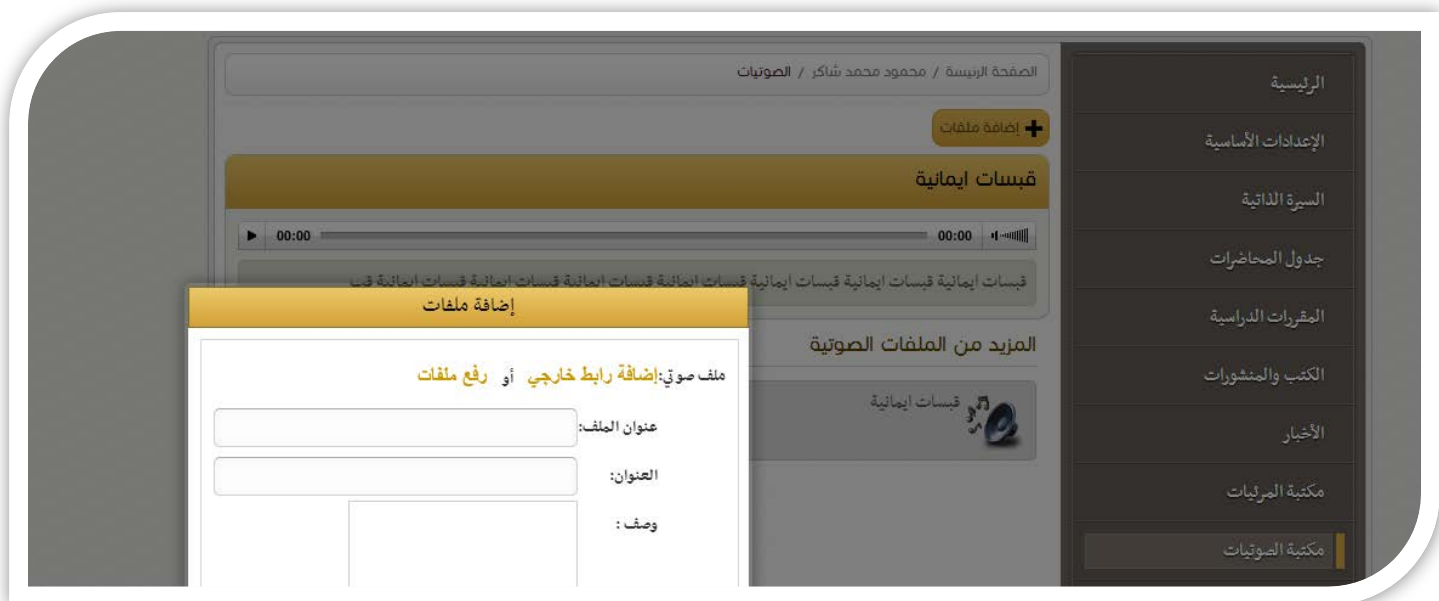 الرئيسية
الإعدادات الأساسية
السيرة الذاتية
جدول المحاضرات
المقررات الدراسية
الكتب والمنشورات
الأخبار
مكتبة المرئيات
مكتبة الصوتيات
الصفحة الرئيسة / محمود محمد شاكر / الصوتيات
إضافة ملفات
قبسات ايمانية
00:00 00:00
قبسات ايمانية قبسات ايمانية قبسات ايمانية قبسات ايمانية قبسات ايمانية قبسات ايمانية قبسات ايمانية قب
المزيد من الملفات الصوتية
قبسات ايمانية
إضافة ملفات
ملف صوتي:إضافة رابط خارجي أو رفع ملفات
عنوان الملف:
العنوان:
وصف :